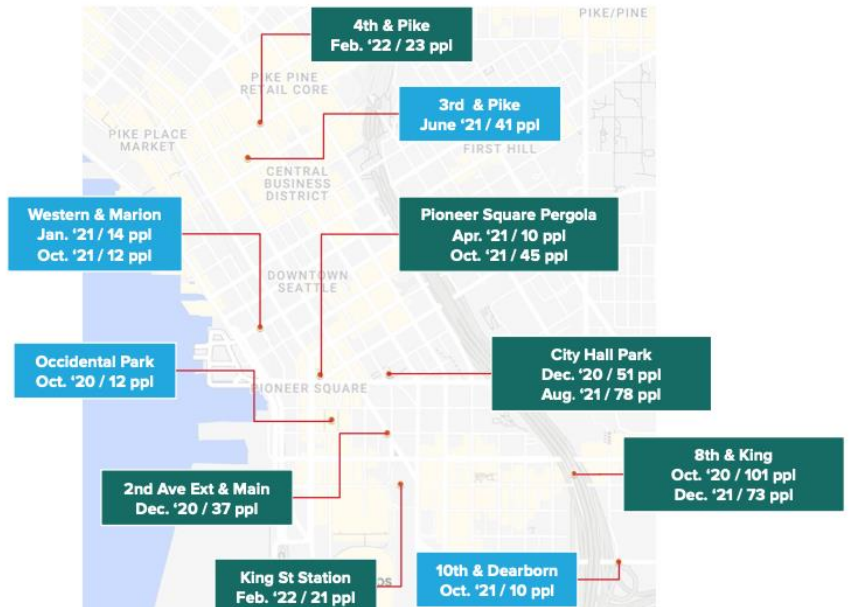 PIKE/PINE
4th & Pike
Feb. ‘22 / 23 ppl
PIKE PINE
RETAIL CORE
3rd & Pike
June ‘21 / 41 ppl
PIKE PLACE
MARKET
FIRST HILL
CENTRAL
BUSINESS
DISTRICT
Western & Marion
Jan. ‘21 / 14 ppl
Oct. ‘21 / 12 ppl
Pioneer Square Pergola
Apr. ‘21 / 10 ppl
Oct. ‘21 / 45 ppl
DOWNTOWN
SEATTLE
Occidental Park
Oct. ‘20 / 12 ppl
City Hall Park
Dec. ‘20 / 51 ppl
Aug. ‘21 / 78 ppl
PIONEER SQUARE
8th & King
Oct. ‘20 / 101 ppl
Dec. ‘21 / 73 ppl
2nd Ave Ext & Main
Dec. ‘20 / 37 ppl
King St Station
Feb. ‘22 / 21 ppl
10th & Dearborn
Oct. ‘21 / 10 ppl